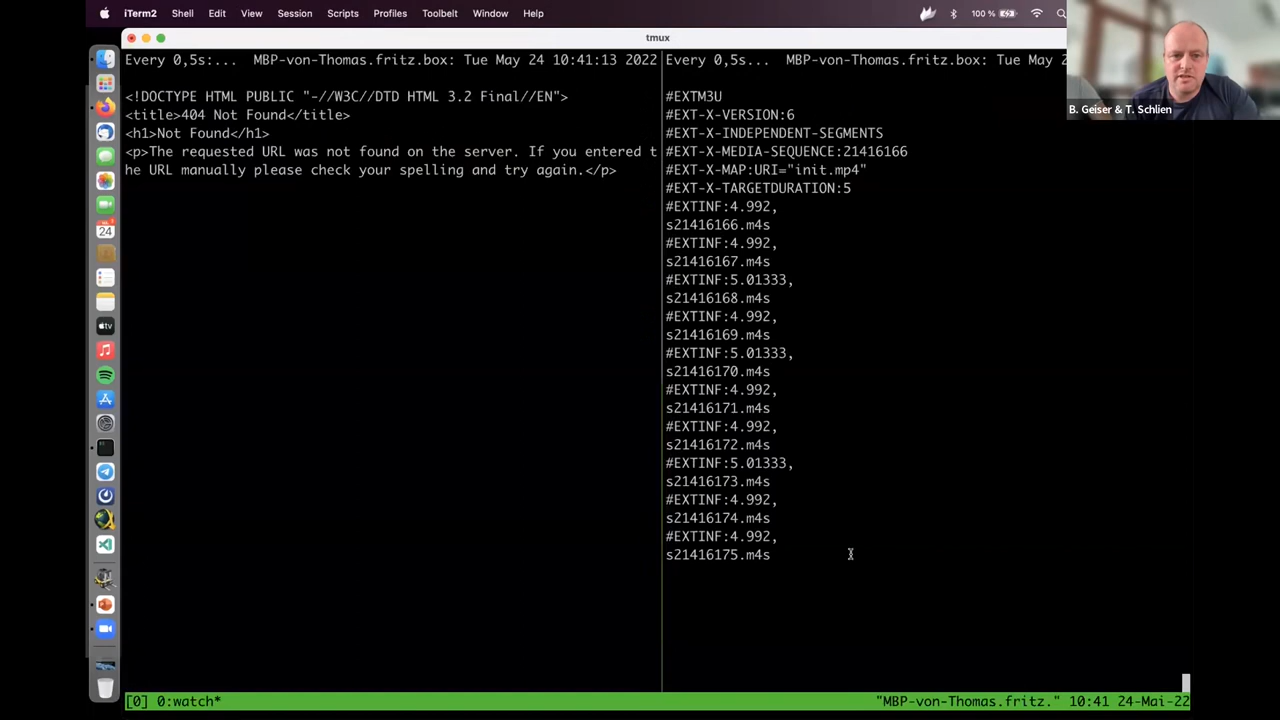 iTerm2 Shell Edit View Session Scripts Profiles Toolbelt Window Help 100 %
tmux
Every 0,5s:... MBP-von-Thomas.fritz.box: Tue May 24 10:41:13 2022
<!DOCTYPE HTML PUBLIC "-//W3C//DTD HTML 3.2 Final//EN">
<title>404 Not Found</title>
<h1>Not Found</h1>
<p>The requested URL was not found on the server. If you entered t
he URL manually please check your spelling and try again.</p>
Every 0,5s... MBP-von-Thomas.fritz.box: Tue May 2
#EXTM3U
#EXT-X-VERSION:6
#EXT-X-INDEPENDENT-SEGMENTS
#EXT-X-MEDIA-SEQUENCE:21416166
#EXT-X-MAP:URI="init.mp4"
#EXT-X-TARGETDURATION:5
#EXTINF:4.992,
s21416166.m4s
#EXTINF:4.992,
s21416167.m4s
#EXTINF:5.01333,
s21416168.m4s
#EXTINF:4.992,
s21416169.m4s
#EXTINF:5.01333,
s21416170.m4s
#EXTINF:4.992,
s21416171.m4s
#EXTINF:4.992,
s21416172.m4s
#EXTINF:5.01333,
s21416173.m4s
#EXTINF:4.992,
s21416174.m4s
#EXTINF:4.992,
s21416175.m4s
B. Geiser & T. Schlien
24
tv
[0] 0:watch* "MBP-von-Thomas.fritz." 10:41 24-Mai-22